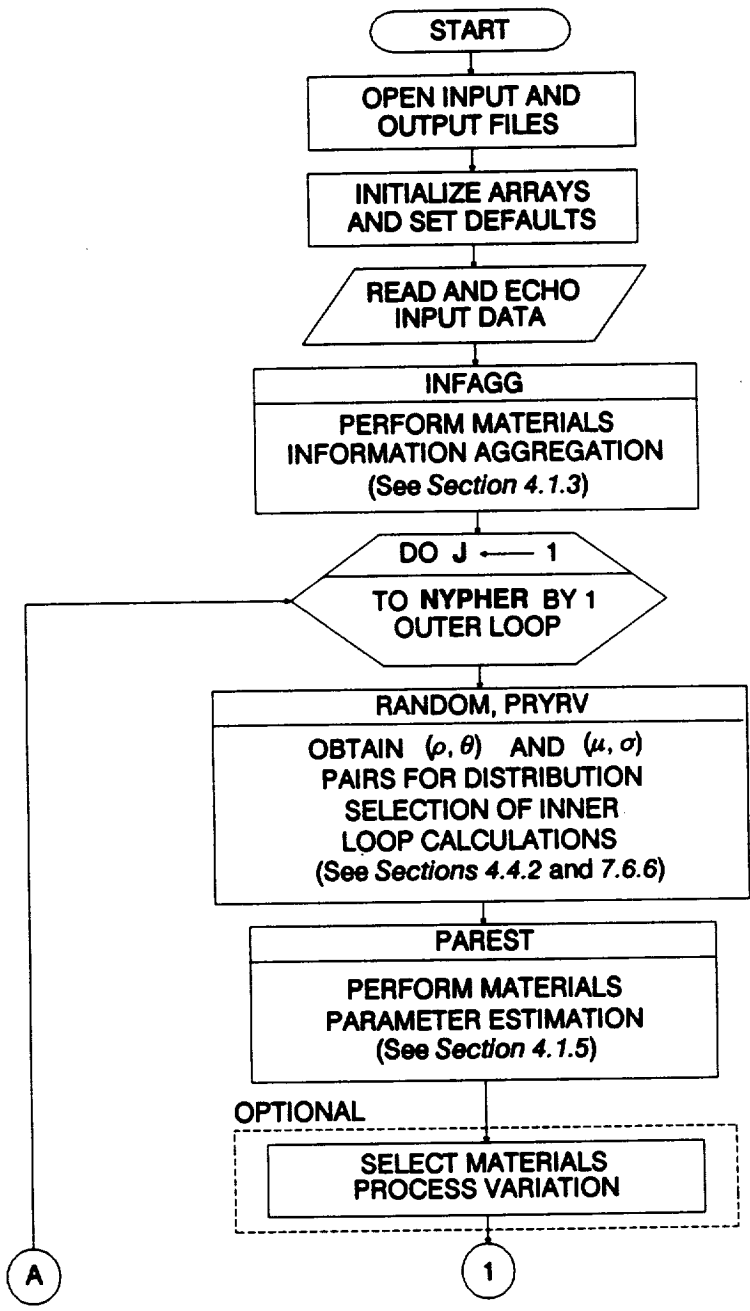 START
OPEN INPUT AND
OUTPUT FILES
INITIALIZE ARRAYS
AND SET DEFAULTS
READ AND ECHO
INPUT DATA
INFAGG
PERFORM MATERIALS
INFORMATION AGGREGATION
(See Section 4.1.3)
DO J ← 1
TO NYPHER BY 1
OUTER LOOP
RANDOM, PRYRV
OBTAIN (ρ, θ) AND (μ, σ)
PAIRS FOR DISTRIBUTION
SELECTION OF INNER
LOOP CALCULATIONS
(See Sections 4.4.2 and 7.6.6)
PAREST
PERFORM MATERIALS
PARAMETER ESTIMATION
(See Section 4.1.5)
OPTIONAL
SELECT MATERIALS
PROCESS VARIATION
A
1